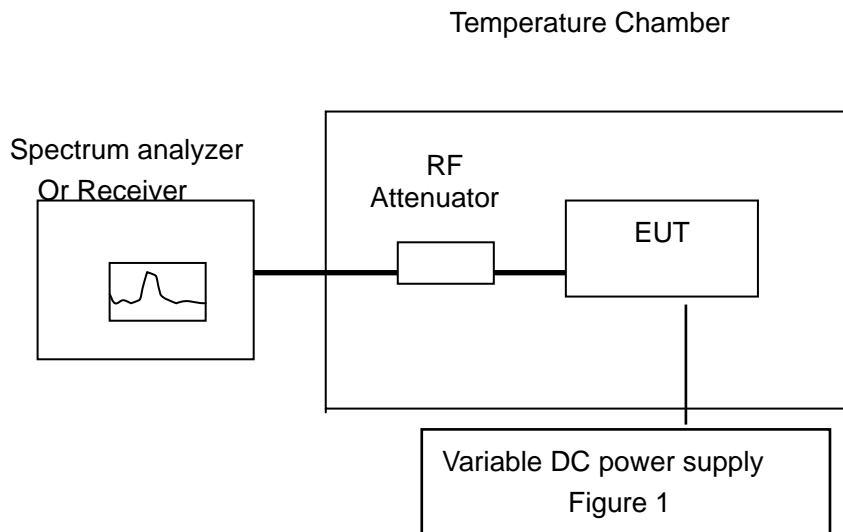 Temperature Chamber
Spectrum analyzer
Or Receiver
RF
Attenuator
EUT
Variable DC power supply
Figure 1